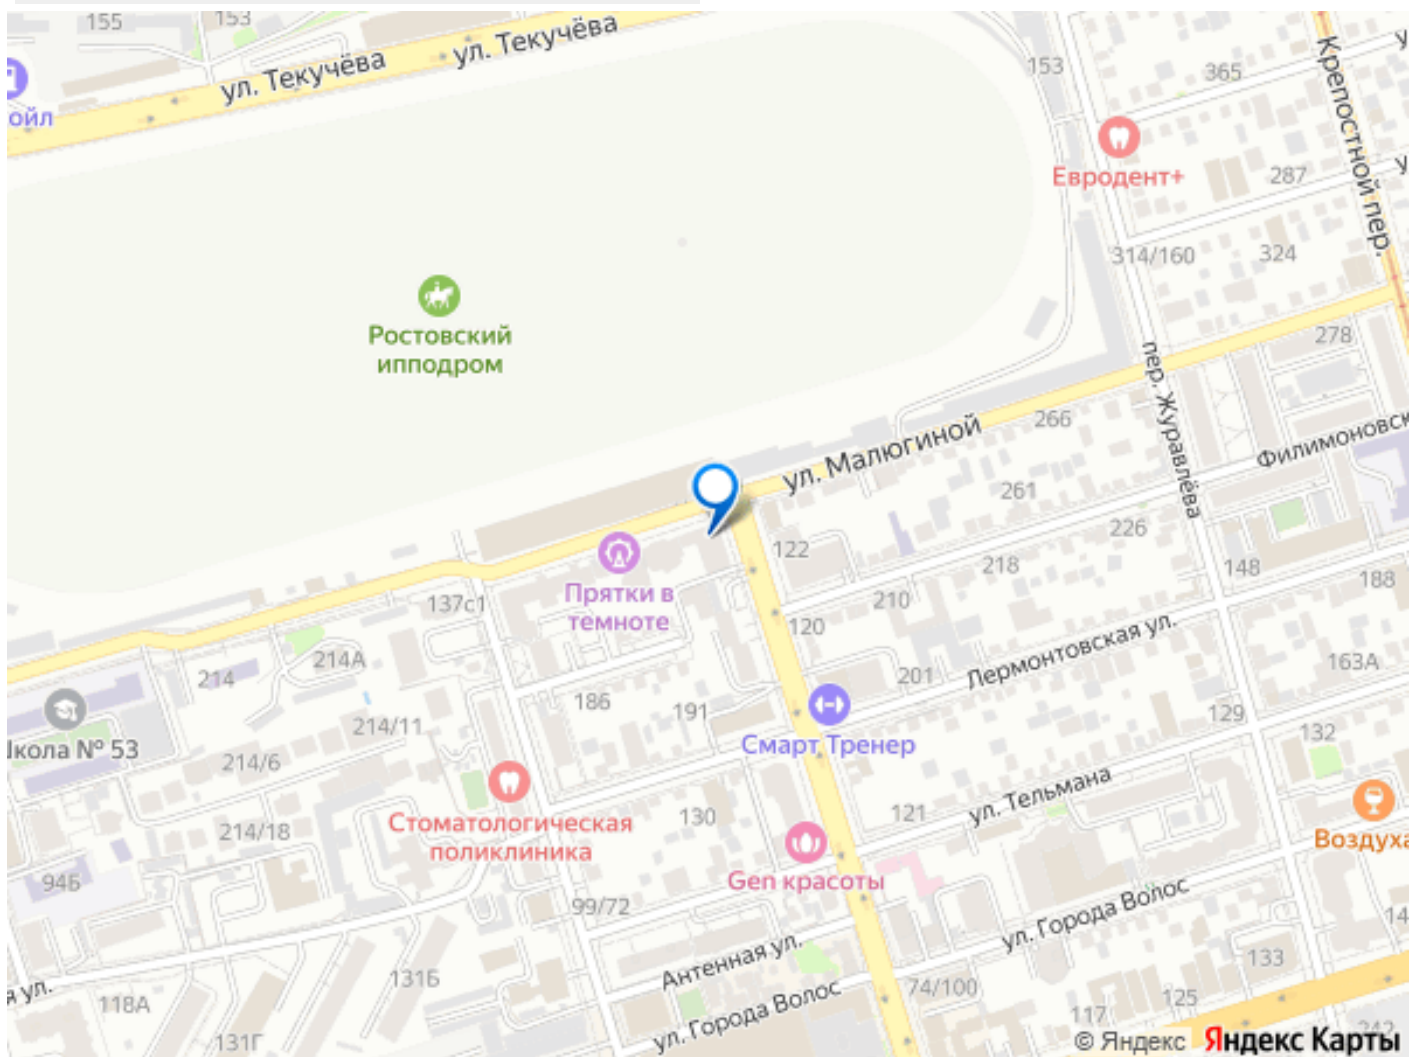 155
153
ул. Текучёва
ул. Текучёва
ойл
153
365
У
Крепостной пер.
Евродент+
287
У
314/160
324
Ростовский
ипподром
278
пер. Журавлёва
266
ул. Малюгиной
Филимоновск
261
226
122
218
148
188
Прятки в
темноте
137с1
210
120
Лермонтовская ул.
214А
214
201
163А
186
191
214/11
129
132
Школа № 53
Смарт Тренер
214/6
ул. Тельмана
Стоматологическая
поликлиника
130
121
214/18
Воздуха
94Б
Gen красоты
99/72
ул. Города Волос
14
Антенная ул.
133
131Б
я ул.
118А
ул. Города Волос
74/100
125
117
131Г
242
© Яндекс Яндекс Карты